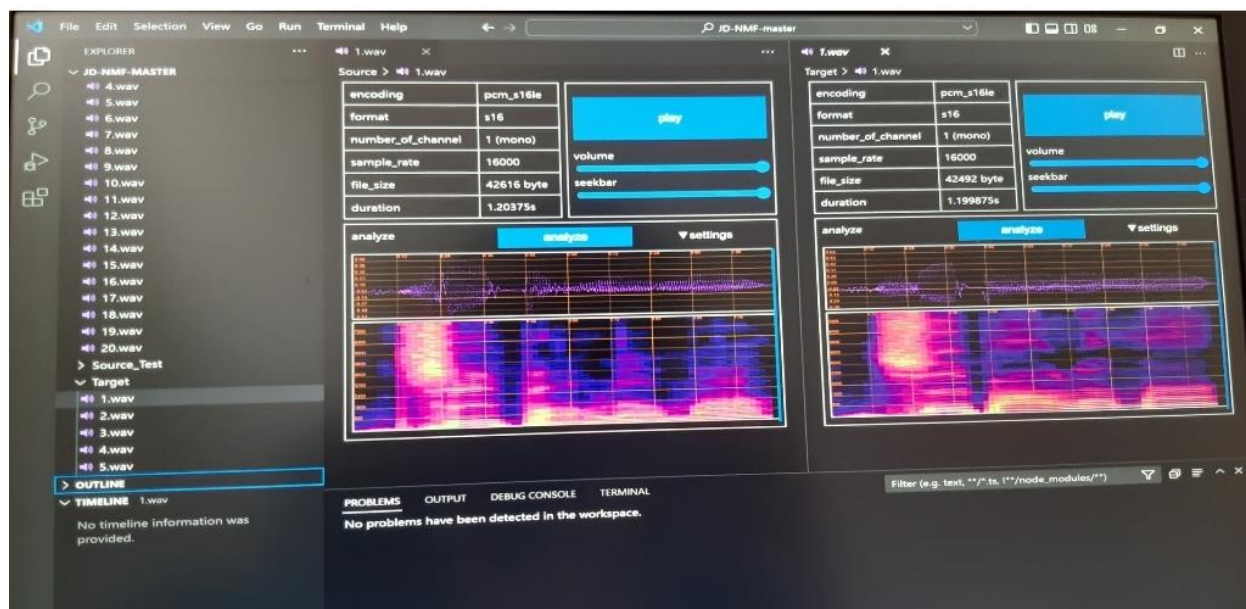 File Edit Selection View Go Run Terminal Help
JD-NMF-master
EXPLORER
JD-NMF-MASTER
4.wav
5.wav
6.wav
7.wav
8.wav
9.wav
10.wav
11.wav
12.wav
13.wav
14.wav
15.wav
16.wav
17.wav
18.wav
19.wav
20.wav
Source_Test
Target
1.wav
2.wav
3.wav
4.wav
5.wav
OUTLINE
TIMELINE 1.wav
No timeline information was
provided.
1.wav
Source > 1.wav
encoding pcm_s16le
format s16
number_of_channel 1 (mono)
sample_rate 16000
file_size 42616 byte
duration 1.20375s
play
volume
seekbar
analyze analyze ▼settings
1.wav
Target > 1.wav
encoding pcm_s16le
format s16
number_of_channel 1 (mono)
sample_rate 16000
file_size 42492 byte
duration 1.199875s
play
volume
seekbar
analyze analyze ▼settings
PROBLEMS OUTPUT DEBUG CONSOLE TERMINAL
Filter (e.g. text, **/*.ts, !**/node_modules/**)
No problems have been detected in the workspace.